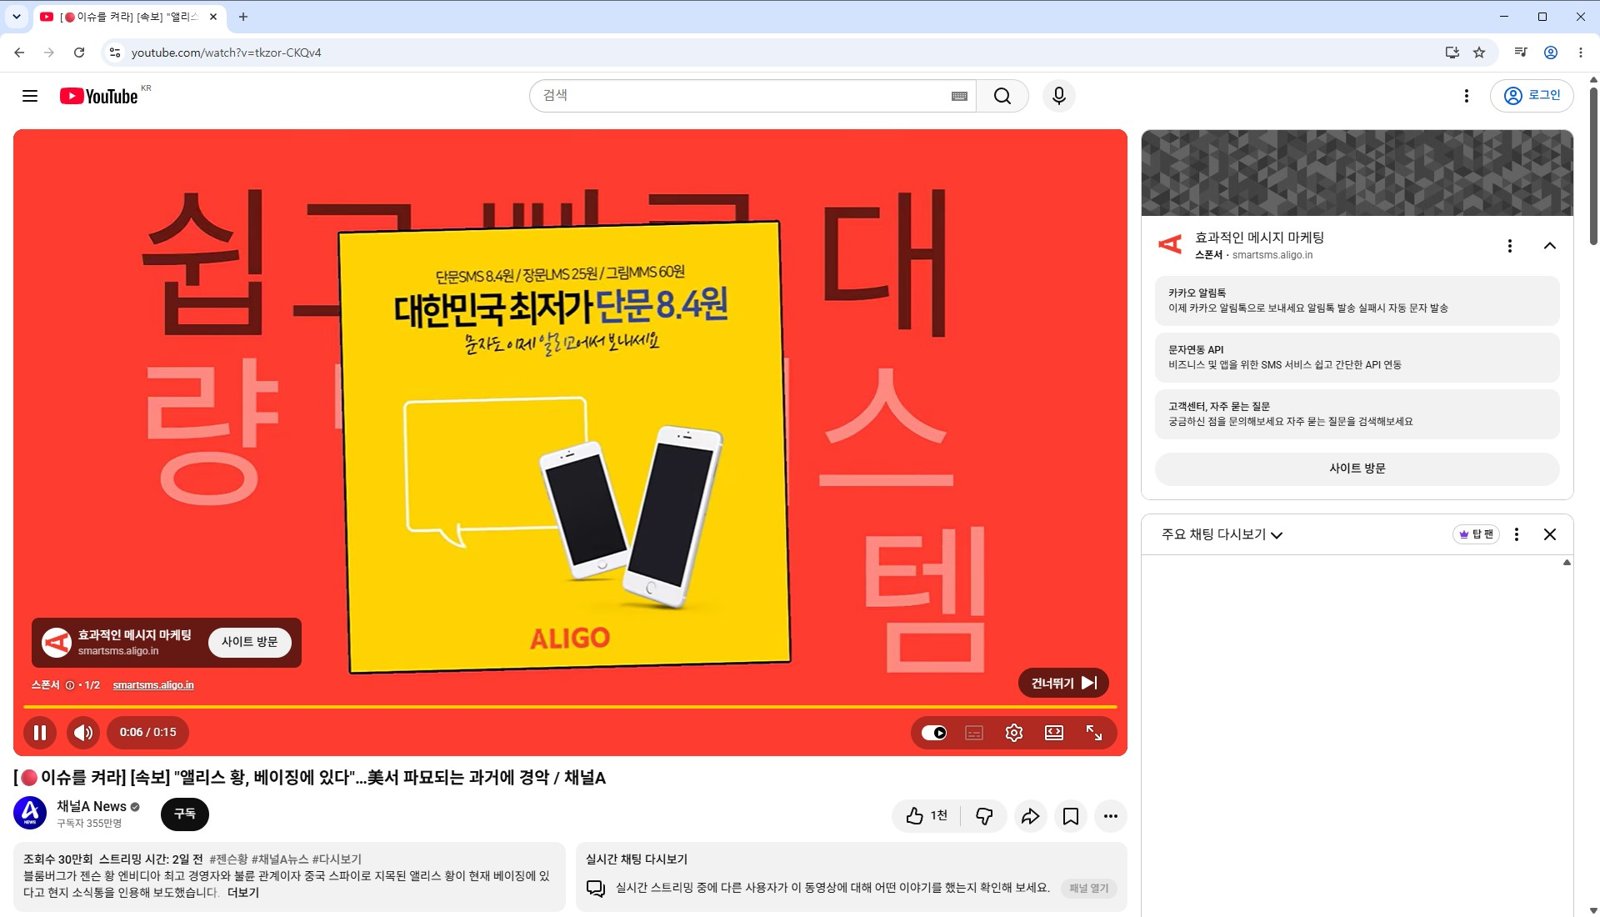 [🔴이슈를 켜라] [속보] "앨리스
youtube.com/watch?v=tkzor-CKQv4
YouTube KR
검색
로그인
쉽고 빠른 대
량
스
템
단문SMS 8.4원 / 장문LMS 25원 / 그림MMS 60원
대한민국 최저가 단문 8.4원
문자도 이제 알리고에서 보내세요
ALIGO
효과적인 메시지 마케팅
smartsms.aligo.in
사이트 방문
스폰서 · 1/2 smartsms.aligo.in
건너뛰기
0:06 / 0:15
[🔴이슈를 켜라] [속보] "앨리스 황, 베이징에 있다"…美서 파묘되는 과거에 경악 / 채널A
채널A News
구독자 355만명
구독
1천
조회수 30만회 스트리밍 시간: 2일 전 #젠슨황 #채널A뉴스 #다시보기
블룸버그가 젠슨 황 엔비디아 최고 경영자와 불륜 관계이자 중국 스파이로 지목된 앨리스 황이 현재 베이징에 있
다고 현지 소식통을 인용해 보도했습니다. 더보기
실시간 채팅 다시보기
실시간 스트리밍 중에 다른 사용자가 이 동영상에 대해 어떤 이야기를 했는지 확인해 보세요.
패널 열기
효과적인 메시지 마케팅
스폰서 · smartsms.aligo.in
카카오 알림톡
이제 카카오 알림톡으로 보내세요 알림톡 발송 실패시 자동 문자 발송
문자연동 API
비즈니스 및 앱을 위한 SMS 서비스 쉽고 간단한 API 연동
고객센터, 자주 묻는 질문
궁금하신 점을 문의해보세요 자주 묻는 질문을 검색해보세요
사이트 방문
주요 채팅 다시보기
탑 팬